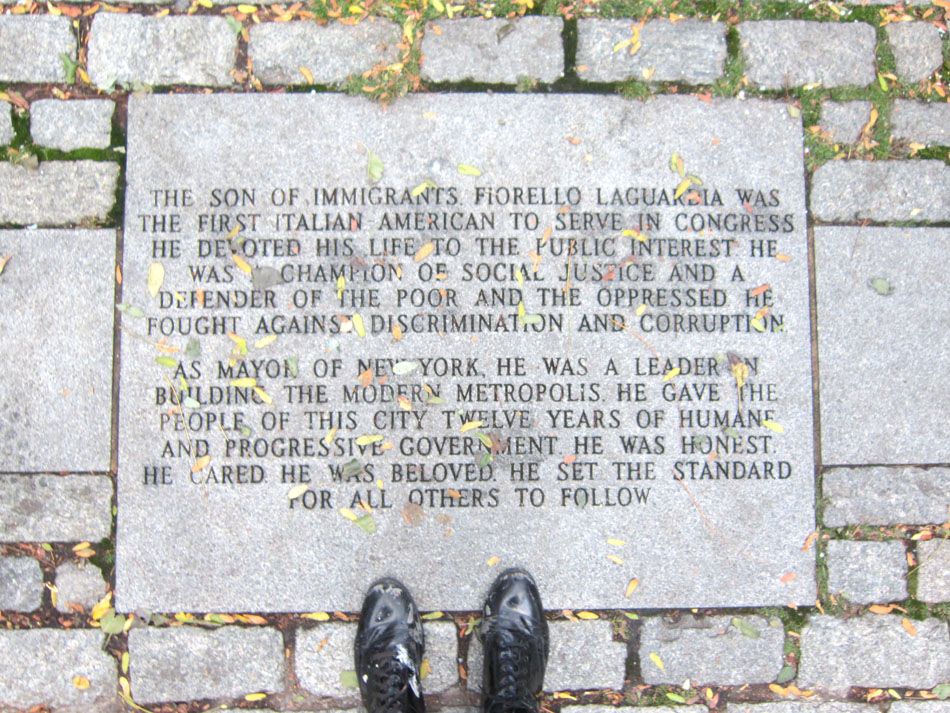 THE SON OF IMMIGRANTS, FIORELLO LAGUARDIA WAS
THE FIRST ITALIAN AMERICAN TO SERVE IN CONGRESS
HE DEVOTED HIS LIFE TO THE PUBLIC INTEREST HE
WAS A CHAMPION OF SOCIAL JUSTICE AND A
DEFENDER OF THE POOR AND THE OPPRESSED. HE
FOUGHT AGAINST DISCRIMINATION AND CORRUPTION.
AS MAYOR OF NEW YORK, HE WAS A LEADER IN
BUILDING THE MODERN METROPOLIS. HE GAVE THE
PEOPLE OF THIS CITY TWELVE YEARS OF HUMANE
AND PROGRESSIVE GOVERNMENT. HE WAS HONEST.
HE CARED. HE WAS BELOVED. HE SET THE STANDARD
FOR ALL OTHERS TO FOLLOW